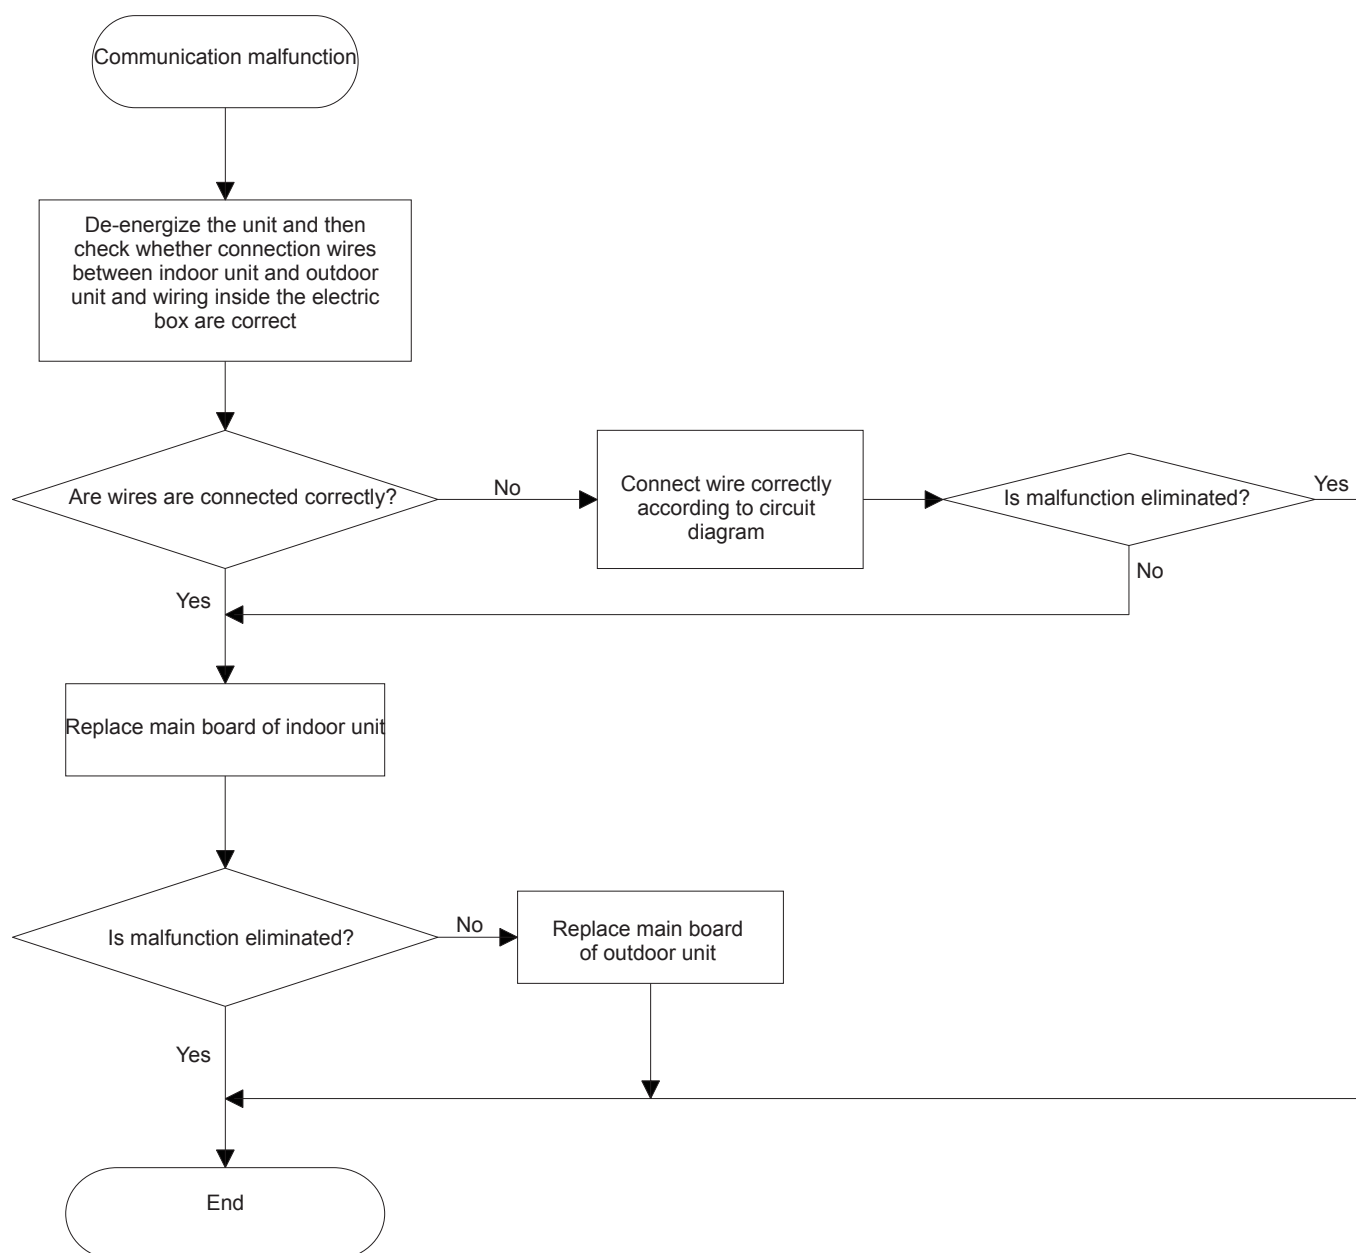 Communication malfunction
De-energize the unit and then
check whether connection wires
between indoor unit and outdoor
unit and wiring inside the electric
box are correct
Are wires are connected correctly?
No
Connect wire correctly
according to circuit
diagram
Is malfunction eliminated?
Yes
No
Yes
Replace main board of indoor unit
Is malfunction eliminated?
No
Replace main board
of outdoor unit
Yes
End